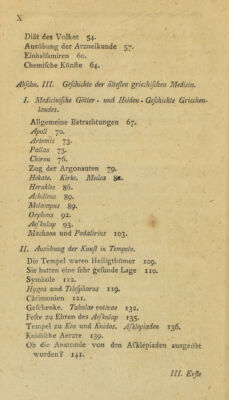 X
Diät des Volkes 54.
Ausübung der Arzneikunde 57.
Einbalsamiren 60.
Chemische Künste 64.
Abschn. III. Geschichte der ältesten griechischen Medicin.
I. Medicinische Götter- und Helden-Geschichte Griechen-
landes.
Allgemeine Betrachtungen 67.
Apoll 70.
Artemis 73.
Pallas 75.
Chiron 76.
Zug der Argonauten 79.
Hekate. Kirke. Medea 82.
Herakles 86.
Achilleus 89.
Melampus 89.
Orpheus 92.
Aeskulap 93.
Machaon und Podalirius 103.
II. Ausübung der Kunst in Tempeln.
Die Tempel waren Heiligthümer 109.
Sie hatten eine sehr gesunde Lage 110.
Symbole 112.
Hygea und Telesphorus 119.
Cärimonien 121.
Geschenke. Tabulae votivae 132.
Feste zu Ehren des Aesculap 135.
Tempel zu Kos und Knidos. Asklepiaden 136.
Knidische Aerzte 139.
Ob die Anatomie von den Asklepiaden ausgeübt
worden? 141.
III. Erste